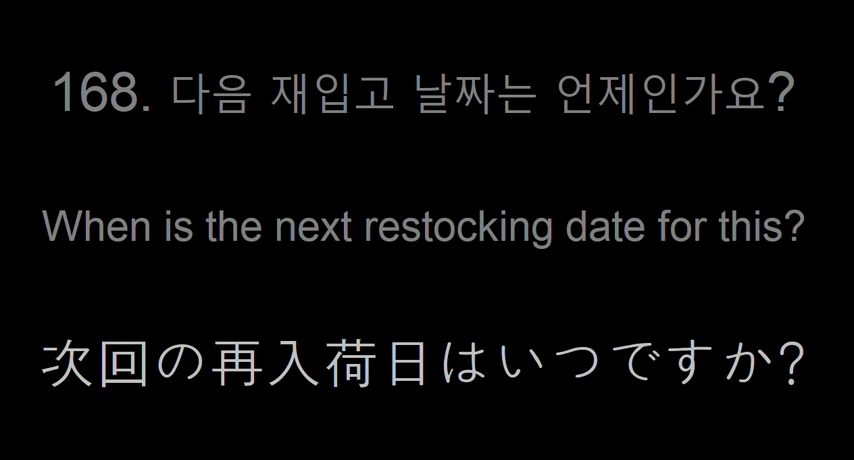 168. 다음 재입고 날짜는 언제인가요?
When is the next restocking date for this?
次回の再入荷日はいつですか?